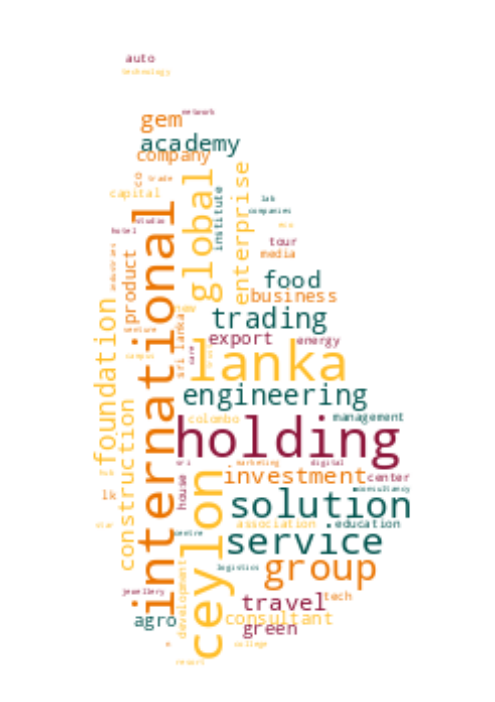 auto
technology
network
gem
academy
company
co
trade
capital
global
enterprise
institute
lab
companies
studio
hotel
international
tour
media
product
industries
food
business
foundation
trading
venture
sri lanka
export
energy
campus
lanka
care
engineering
construction
colombo
management
holding
sri
marketing
digital
house
investment
center
consultancy
lk
ceylon
solution
star
association
education
centre
service
logistics
group
development
jewellery
travel
tech
agro
consultant
green
college
resort